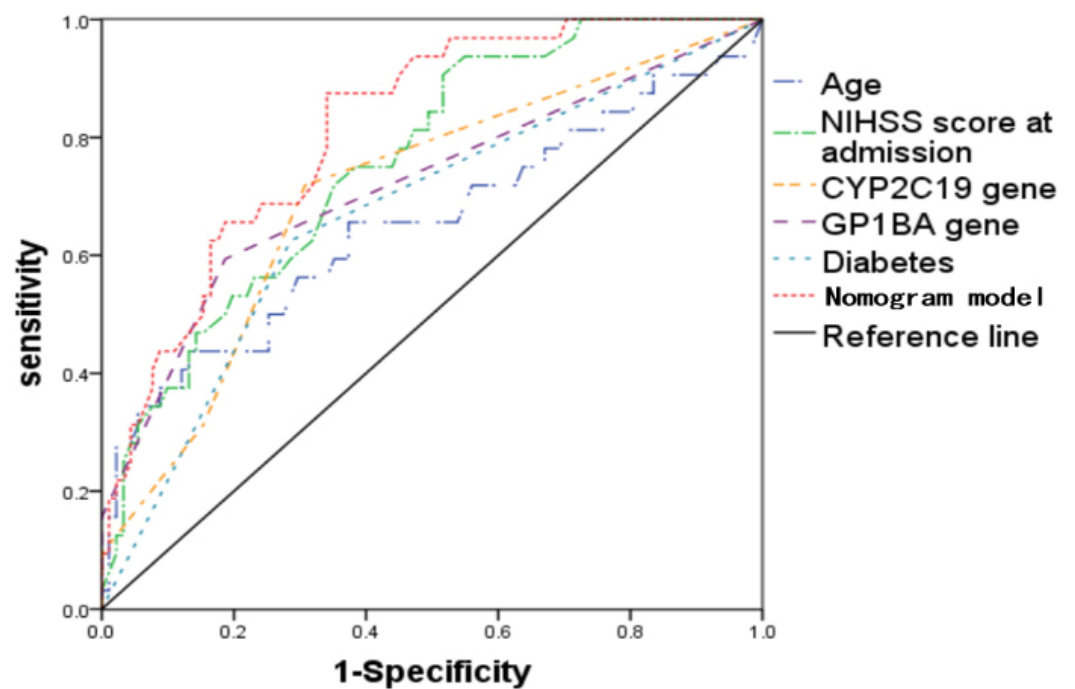 1.0
0.8
0.6
0.4
0.2
0.0
sensitivity
0.0 0.2 0.4 0.6 0.8 1.0
1-Specificity
Age
NIHSS score at
admission
CYP2C19 gene
GP1BA gene
Diabetes
Nomogram model
Reference line